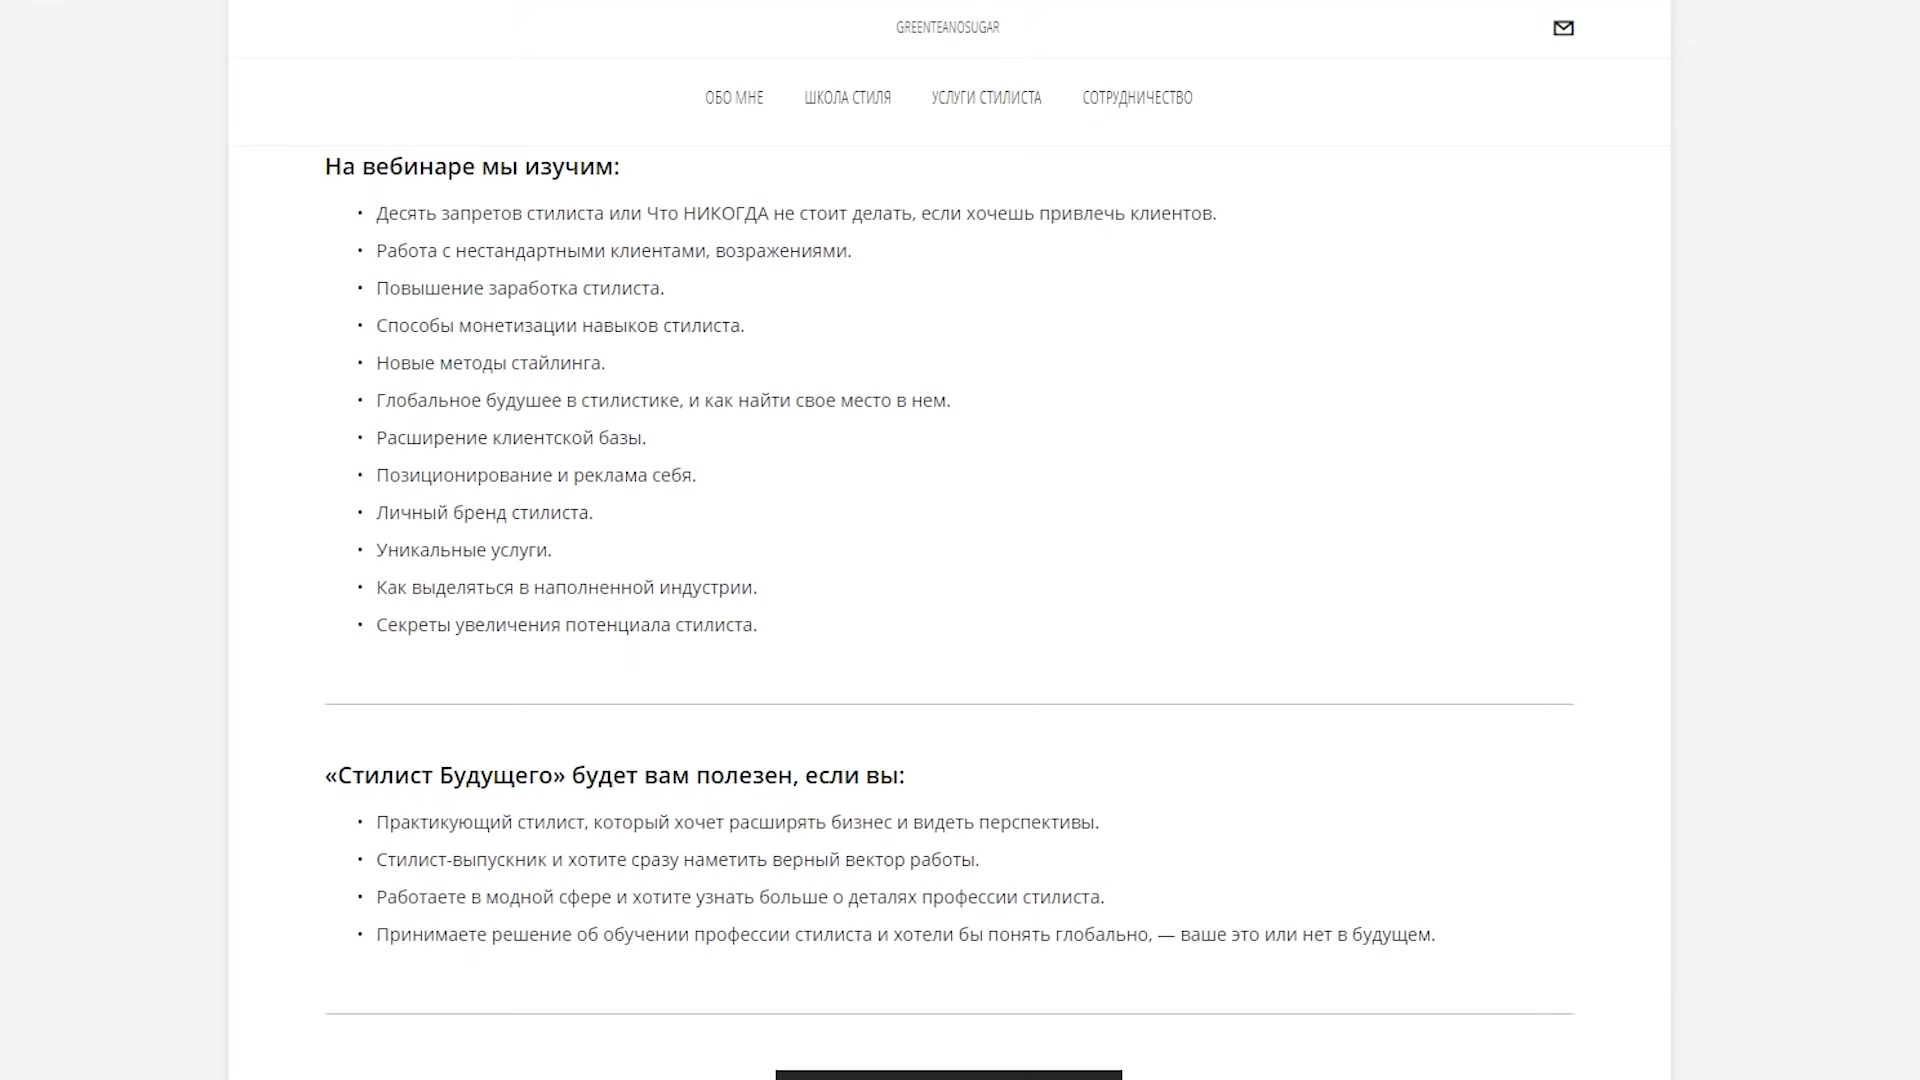 GREENTEANOSUGAR
ОБО МНЕ ШКОЛА СТИЛЯ УСЛУГИ СТИЛИСТА СОТРУДНИЧЕСТВО
На вебинаре мы изучим:
• Десять запретов стилиста или Что НИКОГДА не стоит делать, если хочешь привлечь клиентов.
• Работа с нестандартными клиентами, возражениями.
• Повышение заработка стилиста.
• Способы монетизации навыков стилиста.
• Новые методы стайлинга.
• Глобальное будушее в стилистике, и как найти свое место в нем.
• Расширение клиентской базы.
• Позиционирование и реклама себя.
• Личный бренд стилиста.
• Уникальные услуги.
• Как выделяться в наполненной индустрии.
• Секреты увеличения потенциала стилиста.
«Стилист Будущего» будет вам полезен, если вы:
• Практикующий стилист, который хочет расширять бизнес и видеть перспективы.
• Стилист-выпускник и хотите сразу наметить верный вектор работы.
• Работаете в модной сфере и хотите узнать больше о деталях профессии стилиста.
• Принимаете решение об обучении профессии стилиста и хотели бы понять глобально, — ваше это или нет в будущем.